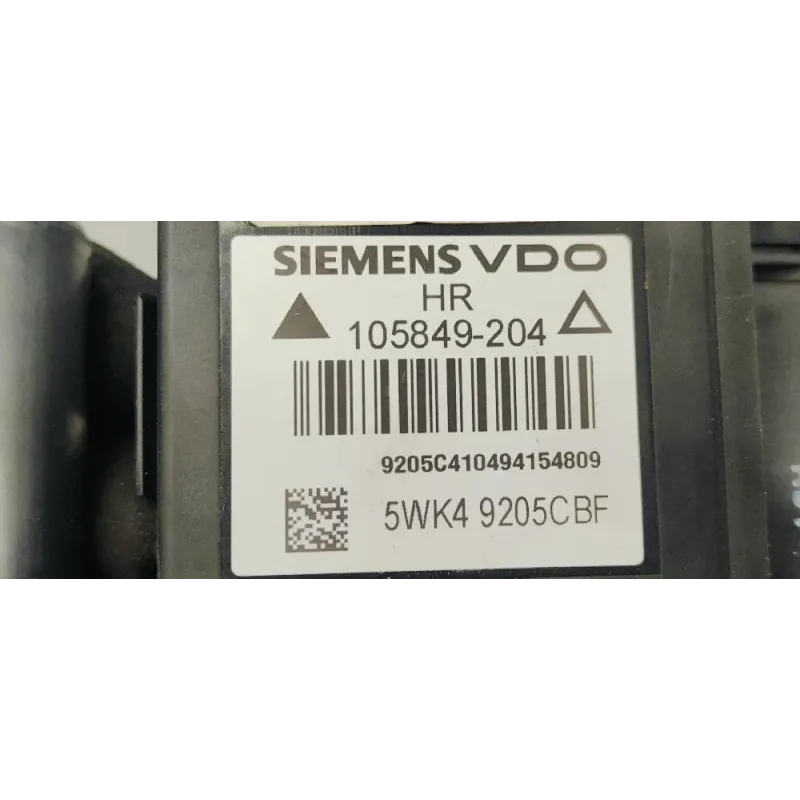 SIEMENS VDO
HR
105849-204
9205C410494154809
5WK4 9205CBF